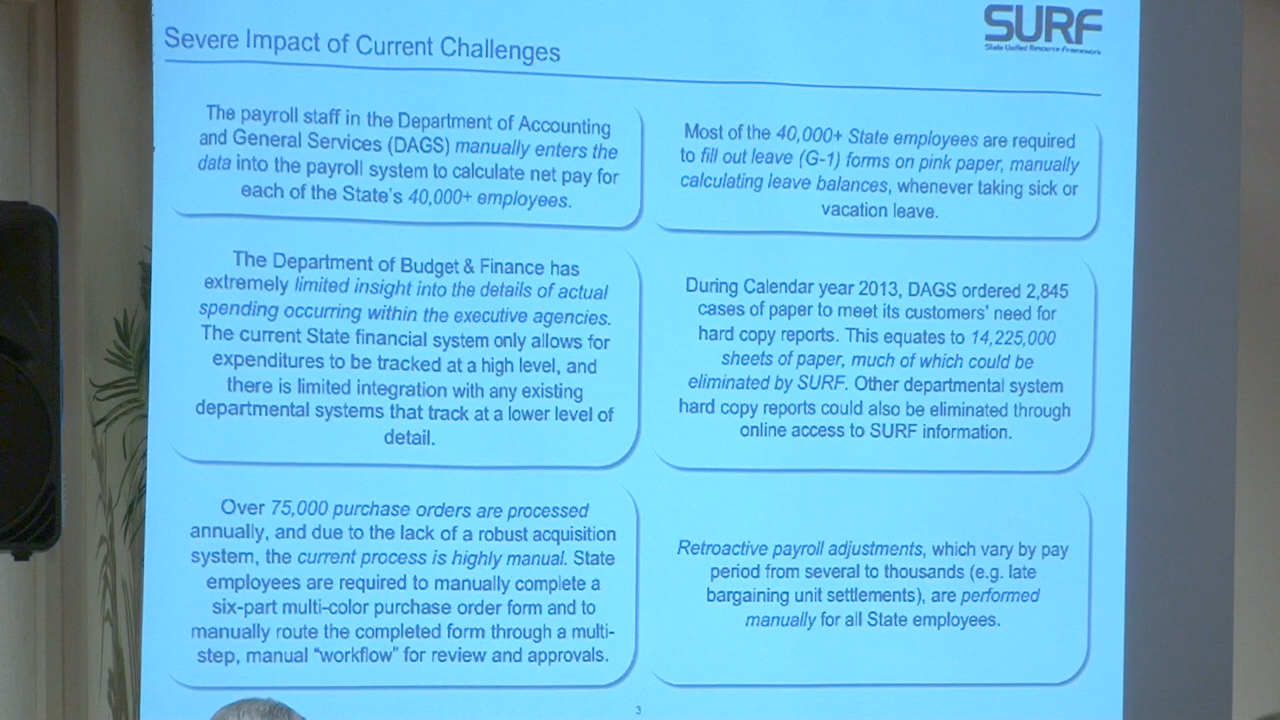 Severe Impact of Current Challenges
SURF
State Unified Resource Framework
The payroll staff in the Department of Accounting
and General Services (DAGS) manually enters the
data into the payroll system to calculate net pay for
each of the State's 40,000+ employees.
Most of the 40,000+ State employees are required
to fill out leave (G-1) forms on pink paper, manually
calculating leave balances, whenever taking sick or
vacation leave.
The Department of Budget & Finance has
extremely limited insight into the details of actual
spending occurring within the executive agencies.
The current State financial system only allows for
expenditures to be tracked at a high level, and
there is limited integration with any existing
departmental systems that track at a lower level of
detail.
During Calendar year 2013, DAGS ordered 2,845
cases of paper to meet its customers' need for
hard copy reports. This equates to 14,225,000
sheets of paper, much of which could be
eliminated by SURF. Other departmental system
hard copy reports could also be eliminated through
online access to SURF information.
Over 75,000 purchase orders are processed
annually, and due to the lack of a robust acquisition
system, the current process is highly manual. State
employees are required to manually complete a
six-part multi-color purchase order form and to
manually route the completed form through a multi-
step, manual "workflow" for review and approvals.
Retroactive payroll adjustments, which vary by pay
period from several to thousands (e.g. late
bargaining unit settlements), are performed
manually for all State employees.
3